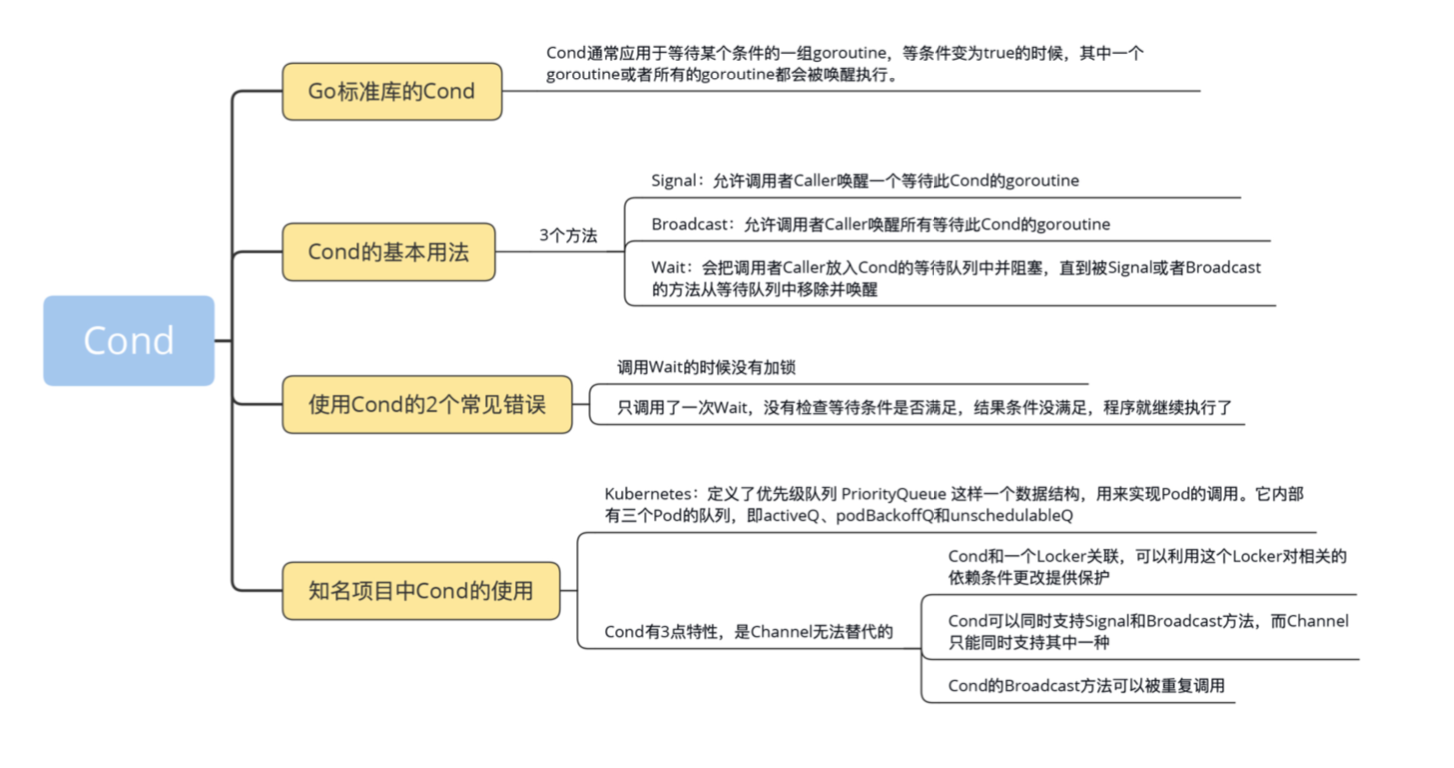 Cond
Go标准库的Cond
Cond通常应用于等待某个条件的一组goroutine，等条件变为true的时候，其中一个
goroutine或者所有的goroutine都会被唤醒执行。
Cond的基本用法
3个方法
Signal：允许调用者Caller唤醒一个等待此Cond的goroutine
Broadcast：允许调用者Caller唤醒所有等待此Cond的goroutine
Wait：会把调用者Caller放入Cond的等待队列中并阻塞，直到被Signal或者Broadcast
的方法从等待队列中移除并唤醒
使用Cond的2个常见错误
调用Wait的时候没有加锁
只调用了一次Wait，没有检查等待条件是否满足，结果条件没满足，程序就继续执行了
知名项目中Cond的使用
Kubernetes：定义了优先级队列 PriorityQueue 这样一个数据结构，用来实现Pod的调用。它内部
有三个Pod的队列，即activeQ、podBackoffQ和unschedulableQ
Cond有3点特性，是Channel无法替代的
Cond和一个Locker关联，可以利用这个Locker对相关的
依赖条件更改提供保护
Cond可以同时支持Signal和Broadcast方法，而Channel
只能同时支持其中一种
Cond的Broadcast方法可以被重复调用